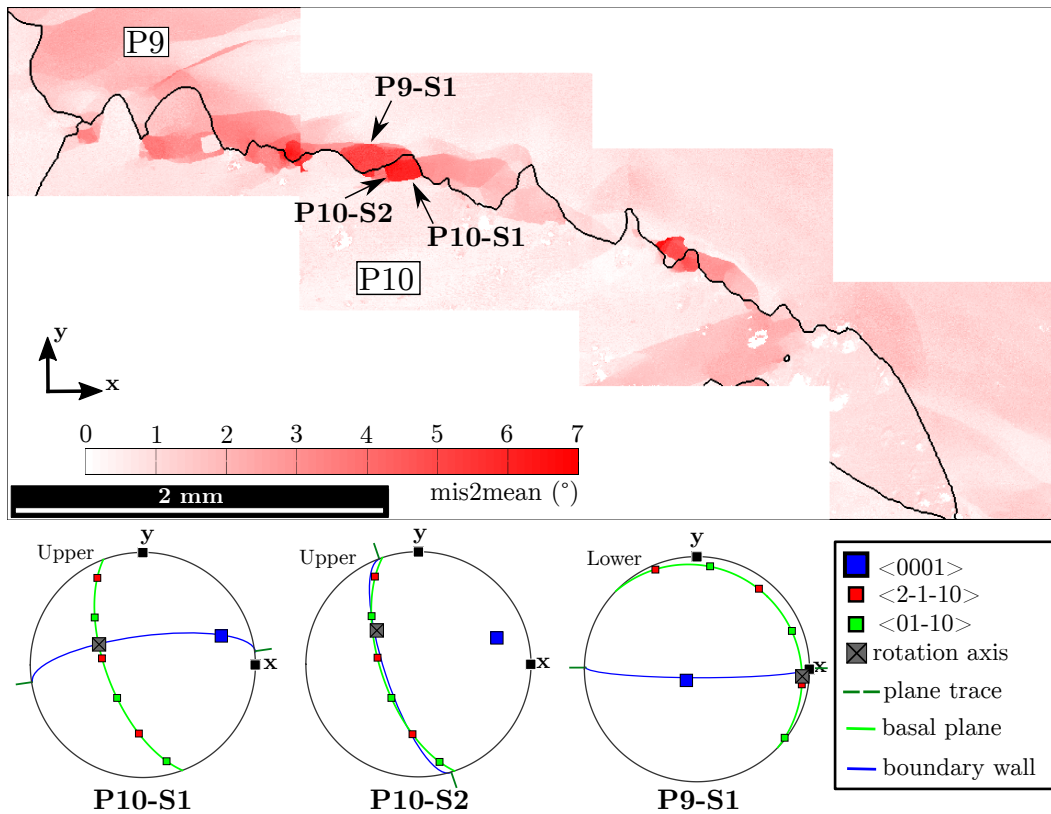 P9
P9-S1
P10-S2
P10-S1
P10
y
x
0 1 2 3 4 5 6 7
2 mm
mis2mean (°)
Upper
y
x
P10-S1
Upper
y
x
P10-S2
Lower
y
x
P9-S1
<0001>
<2-1-10>
<01-10>
rotation axis
plane trace
basal plane
boundary wall